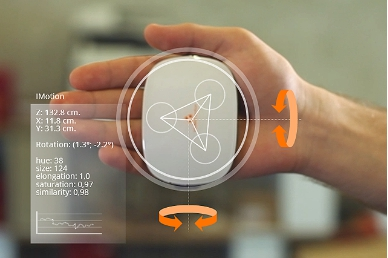 IMotion
Z: 132.8 cm.
X: 11.8 cm.
Y: 31.3 cm.
Rotation: (1.3°; -2.2°)
hue: 38
size: 124
elongation: 1.0
saturation: 0,97
similarity: 0,98